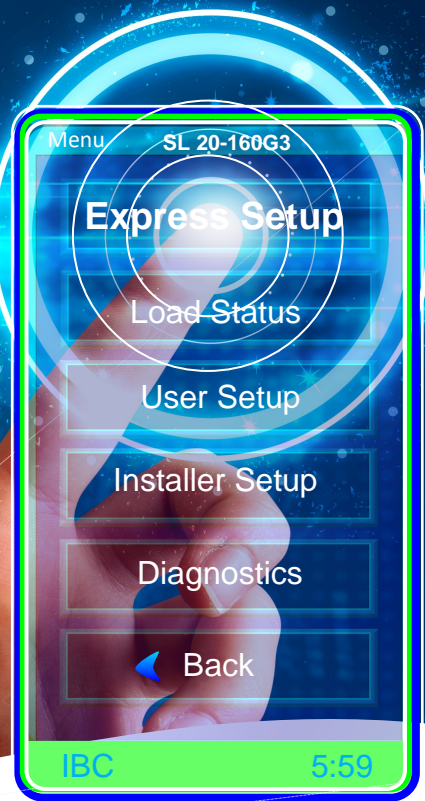 Menu SL 20-160G3
Express Setup
Load Status
User Setup
Installer Setup
Diagnostics
Back
IBC 5:59